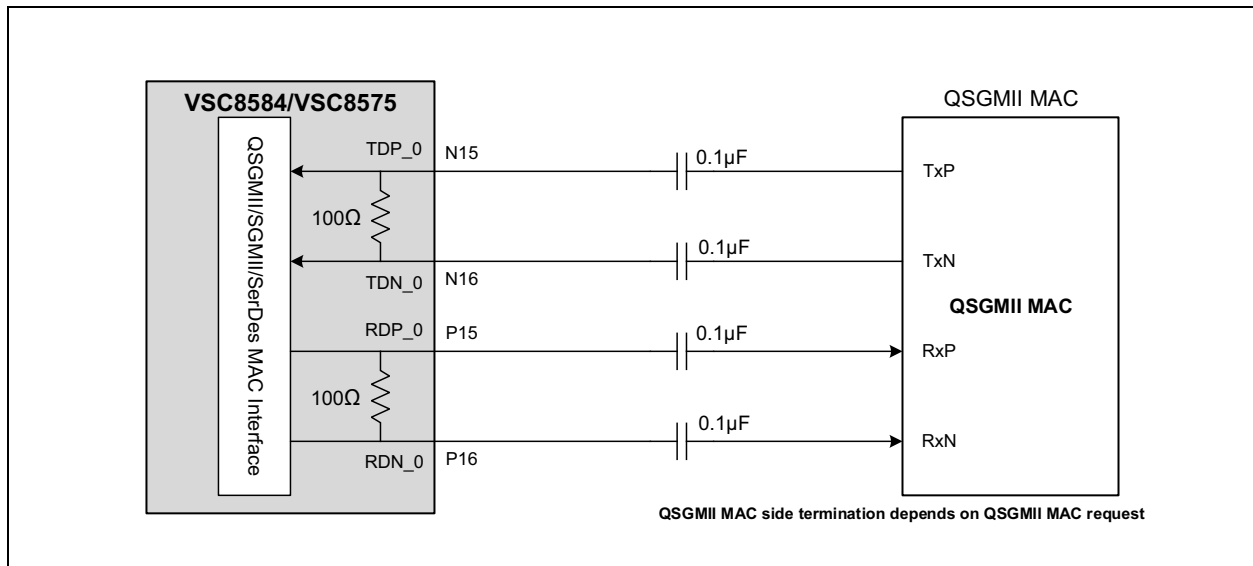 VSC8584/VSC8575
QSGMII MAC
QSGMII/SGMII/SerDes MAC Interface
TDP_0
N15
0.1µF
TxP
100Ω
0.1µF
TxN
TDN_0
N16
QSGMII MAC
RDP_0
P15
0.1µF
RxP
100Ω
0.1µF
RxN
RDN_0
P16
QSGMII MAC side termination depends on QSGMII MAC request